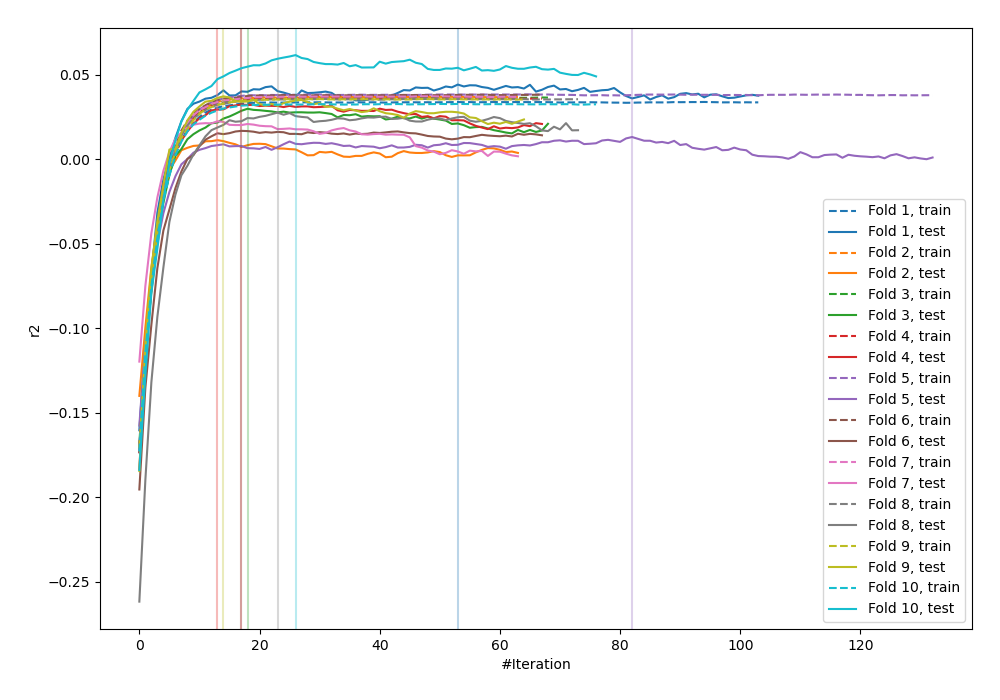 0.05
0.00
−0.05
−0.10
−0.15
−0.20
−0.25
r2
0 20 40 60 80 100 120
#Iteration
Fold 1, train
Fold 1, test
Fold 2, train
Fold 2, test
Fold 3, train
Fold 3, test
Fold 4, train
Fold 4, test
Fold 5, train
Fold 5, test
Fold 6, train
Fold 6, test
Fold 7, train
Fold 7, test
Fold 8, train
Fold 8, test
Fold 9, train
Fold 9, test
Fold 10, train
Fold 10, test